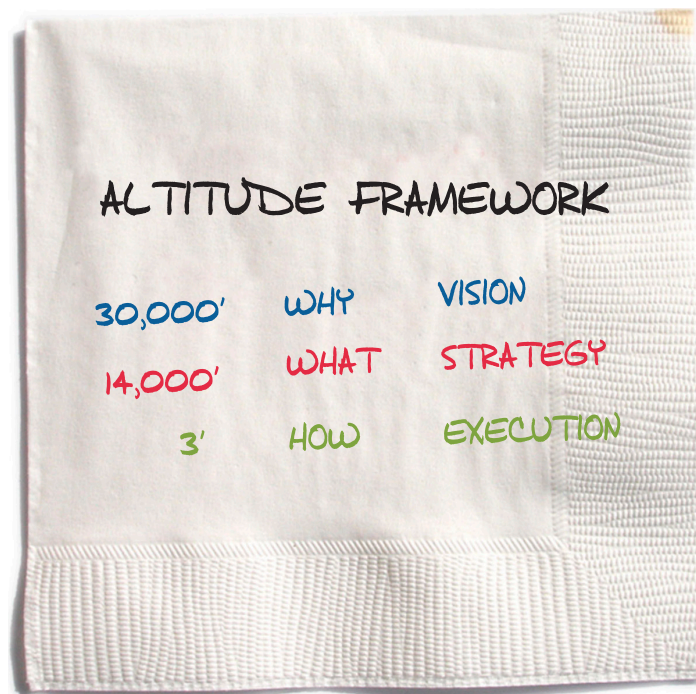 ALTITUDE FRAMEWORK
30,000' WHY VISION
14,000' WHAT STRATEGY
3' HOW EXECUTION